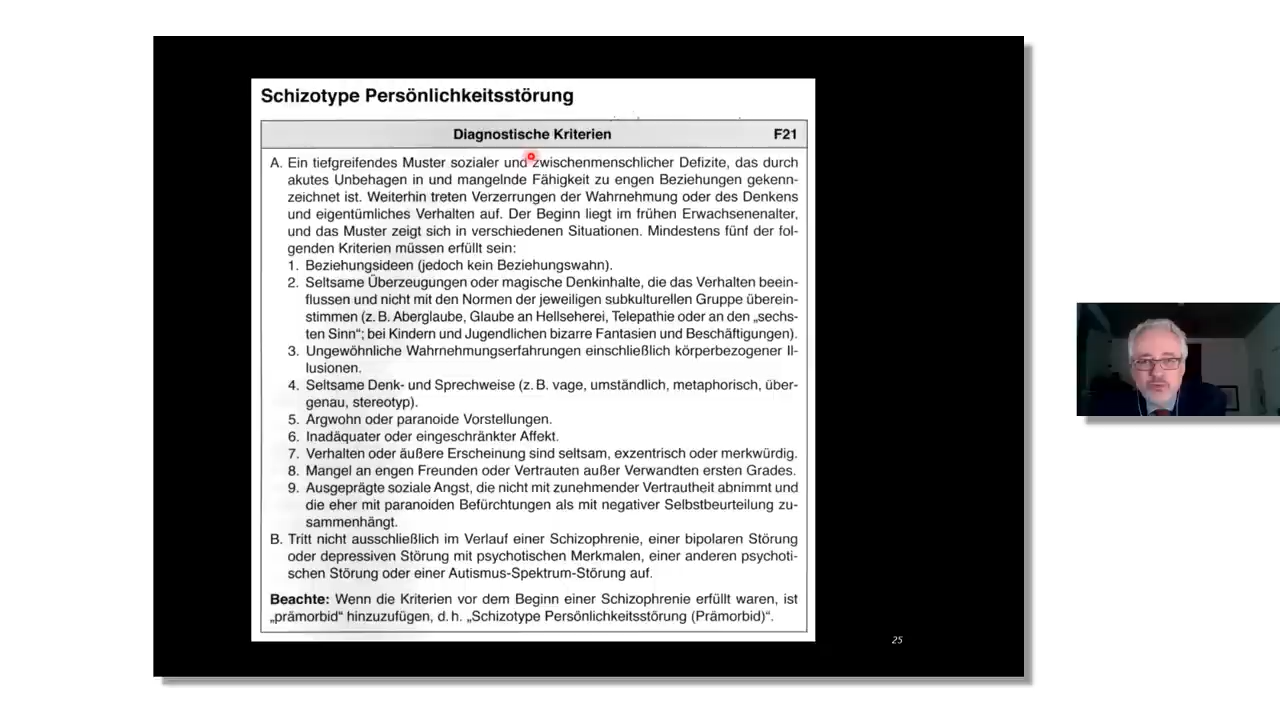 Schizotype Persönlichkeitsstörung
Diagnostische Kriterien F21
A. Ein tiefgreifendes Muster sozialer und zwischenmenschlicher Defizite, das durch
akutes Unbehagen in und mangelnde Fähigkeit zu engen Beziehungen gekenn-
zeichnet ist. Weiterhin treten Verzerrungen der Wahrnehmung oder des Denkens
und eigentümliches Verhalten auf. Der Beginn liegt im frühen Erwachsenenalter,
und das Muster zeigt sich in verschiedenen Situationen. Mindestens fünf der fol-
genden Kriterien müssen erfüllt sein:
1. Beziehungsideen (jedoch kein Beziehungswahn).
2. Seltsame Überzeugungen oder magische Denkinhalte, die das Verhalten beein-
flussen und nicht mit den Normen der jeweiligen subkulturellen Gruppe überein-
stimmen (z. B. Aberglaube, Glaube an Hellseherei, Telepathie oder an den „sechs-
ten Sinn“; bei Kindern und Jugendlichen bizarre Fantasien und Beschäftigungen).
3. Ungewöhnliche Wahrnehmungserfahrungen einschließlich körperbezogener Il-
lusionen.
4. Seltsame Denk- und Sprechweise (z. B. vage, umständlich, metaphorisch, über-
genau, stereotyp).
5. Argwohn oder paranoide Vorstellungen.
6. Inadäquater oder eingeschränkter Affekt.
7. Verhalten oder äußere Erscheinung sind seltsam, exzentrisch oder merkwürdig.
8. Mangel an engen Freunden oder Vertrauten außer Verwandten ersten Grades.
9. Ausgeprägte soziale Angst, die nicht mit zunehmender Vertrautheit abnimmt und
die eher mit paranoiden Befürchtungen als mit negativer Selbstbeurteilung zu-
sammenhängt.
B. Tritt nicht ausschließlich im Verlauf einer Schizophrenie, einer bipolaren Störung
oder depressiven Störung mit psychotischen Merkmalen, einer anderen psychoti-
schen Störung oder einer Autismus-Spektrum-Störung auf.
Beachte: Wenn die Kriterien vor dem Beginn einer Schizophrenie erfüllt waren, ist
„prämorbid“ hinzuzufügen, d. h. „Schizotype Persönlichkeitsstörung (Prämorbid)“.
25